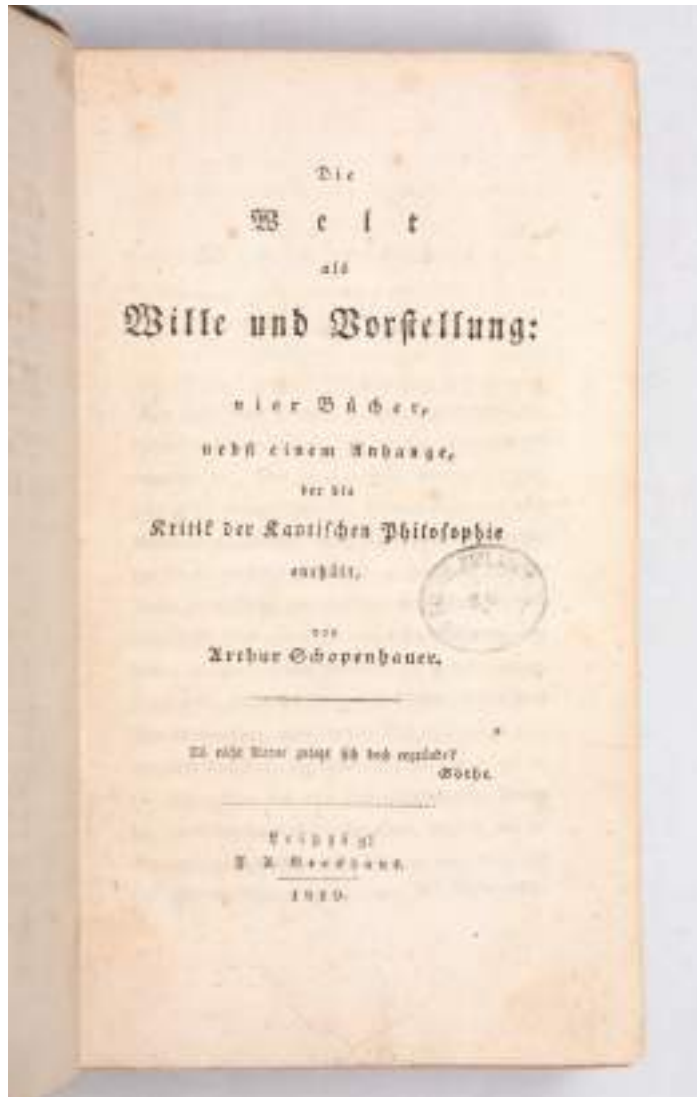 Die
Welt
als
Wille und Vorstellung:
vier Bücher,
nebst einem Anhange,
der die
Kritik der Kantischen Philosophie
enthält,
von
Arthur Schopenhauer.
Ob nicht Natur zuletzt sich doch ergründe?
Göthe.
Leipzig:
F. A. Brockhaus.
1819.